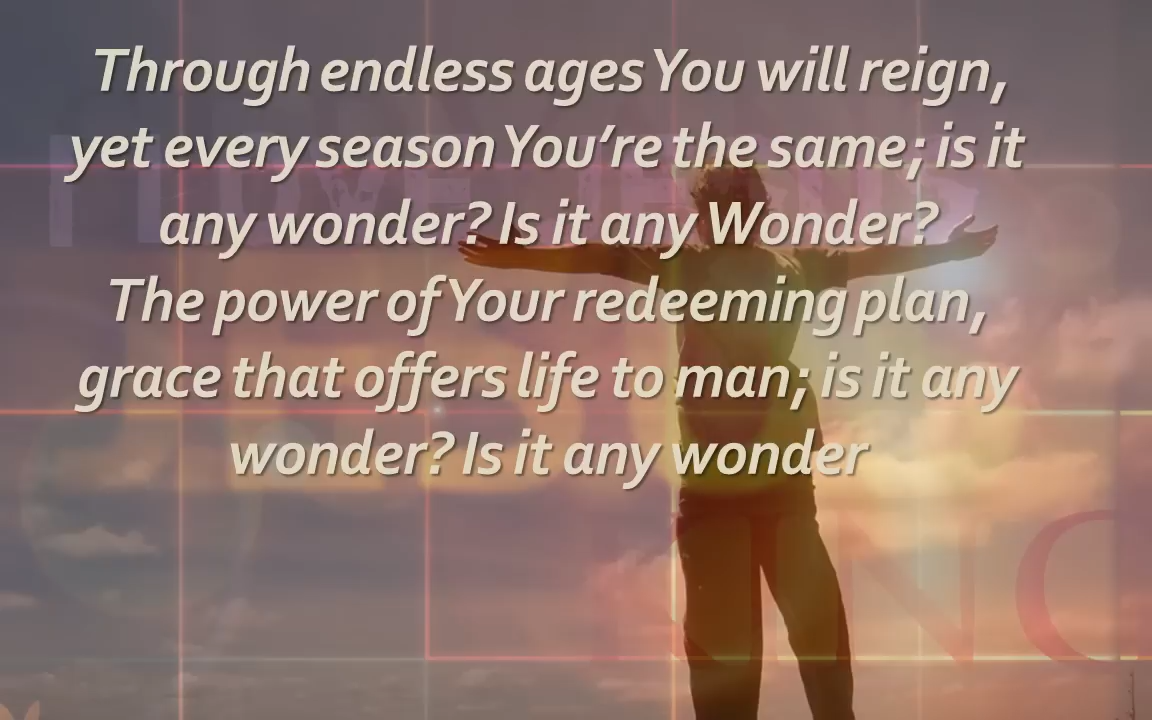 Through endless ages You will reign,
yet every season You’re the same; is it
any wonder? Is it any Wonder?
The power of Your redeeming plan,
grace that offers life to man; is it any
wonder? Is it any wonder